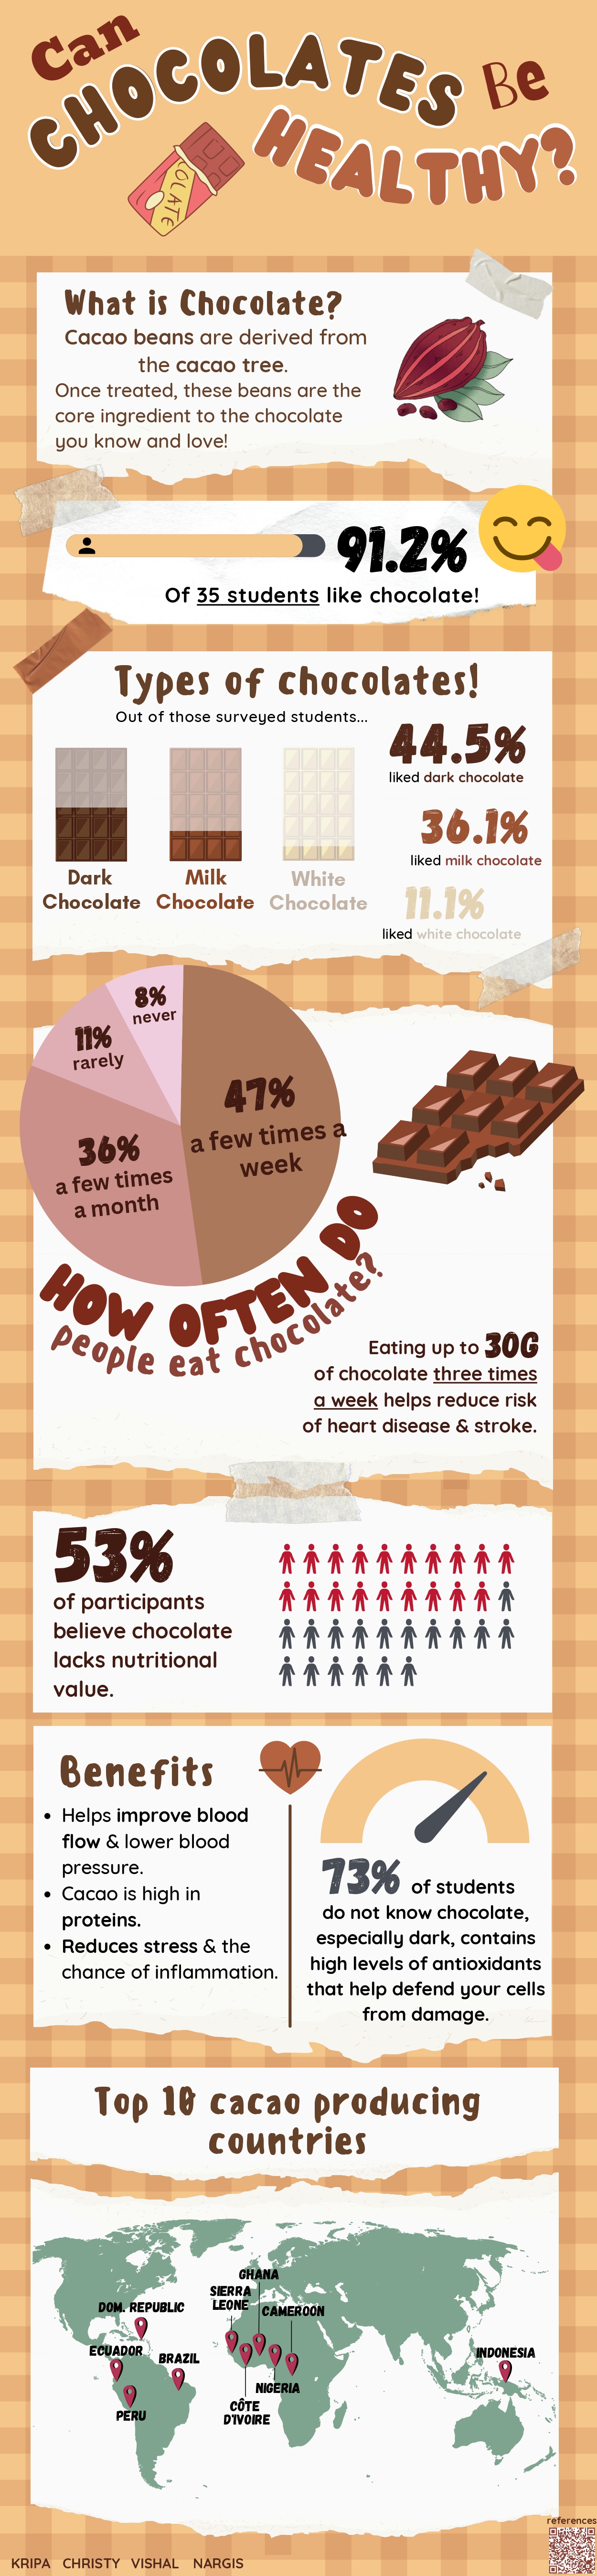 Can
CHOCOLATES Be
HEALTHY?
OLATE
What is Chocolate?
Cacao beans are derived from
the cacao tree.
Once treated, these beans are the
core ingredient to the chocolate
you know and love!
91.2%
Of 35 students like chocolate!
Types of chocolates!
Out of those surveyed students...
44.5%
liked dark chocolate
36.1%
liked milk chocolate
11.1%
liked white chocolate
Dark
Chocolate
Milk
Chocolate
White
Chocolate
8%
never
11%
rarely
47%
a few times a
week
36%
a few times
a month
HOW OFTEN DO
people eat chocolate?
Eating up to 30G
of chocolate three times
a week helps reduce risk
of heart disease & stroke.
53%
of participants
believe chocolate
lacks nutritional
value.
Benefits
• Helps improve blood
flow & lower blood
pressure.
• Cacao is high in
proteins.
• Reduces stress & the
chance of inflammation.
73% of students
do not know chocolate,
especially dark, contains
high levels of antioxidants
that help defend your cells
from damage.
Top 10 cacao producing
countries
GHANA
SIERRA
LEONE
CAMEROON
DOM. REPUBLIC
ECUADOR
BRAZIL
PERU
NIGERIA
CÔTE
D'IVOIRE
INDONESIA
references
KRIPA CHRISTY VISHAL NARGIS